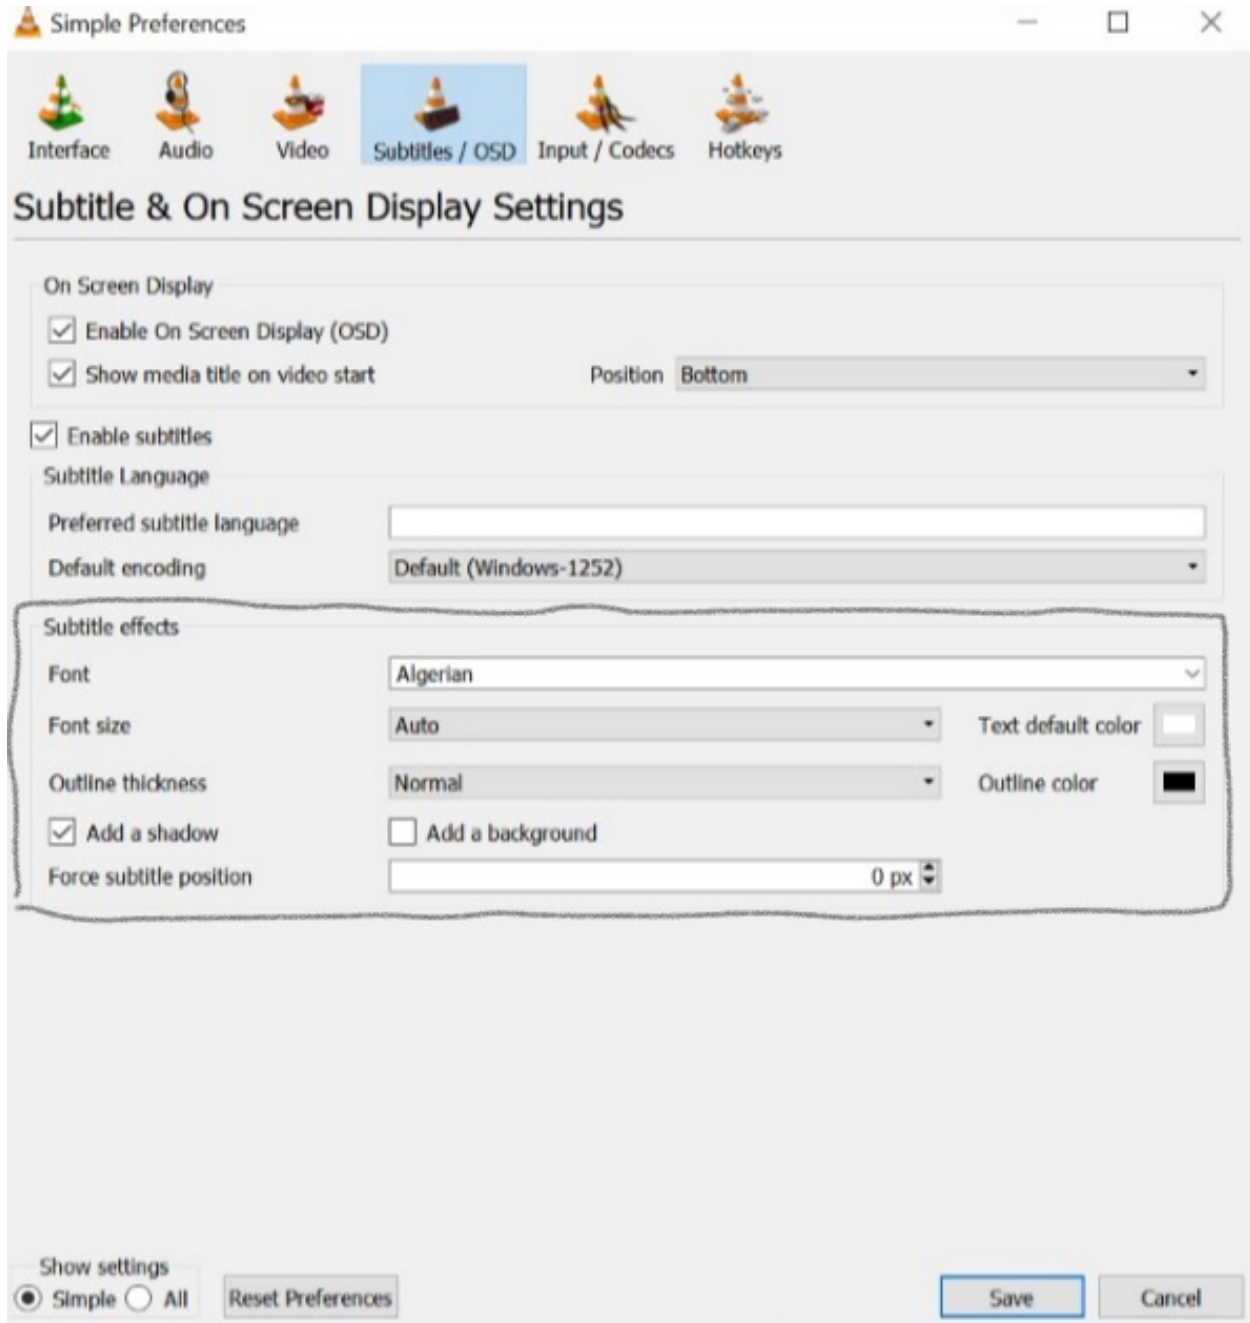 Simple Preferences
Interface Audio Video Subtitles / OSD Input / Codecs Hotkeys
Subtitle & On Screen Display Settings
On Screen Display
Enable On Screen Display (OSD)
Show media title on video start Position Bottom
Enable subtitles
Subtitle Language
Preferred subtitle language
Default encoding Default (Windows-1252)
Subtitle effects
Font Algerian
Font size Auto Text default color
Outline thickness Normal Outline color
Add a shadow Add a background
Force subtitle position 0 px
Show settings
Simple All Reset Preferences Save Cancel